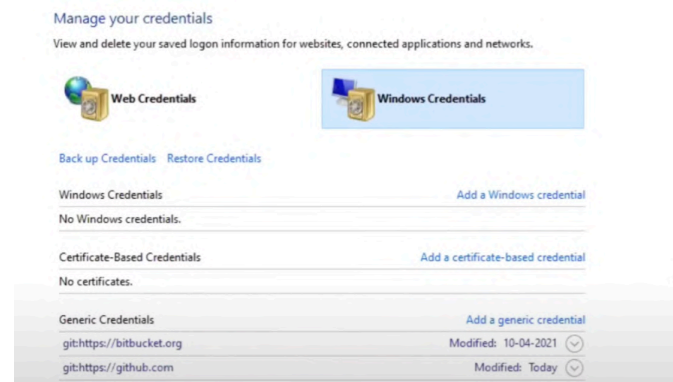 Manage your credentials
View and delete your saved logon information for websites, connected applications and networks.
Web Credentials
Windows Credentials
Back up Credentials Restore Credentials
Windows Credentials Add a Windows credential
No Windows credentials.
Certificate-Based Credentials Add a certificate-based credential
No certificates.
Generic Credentials Add a generic credential
git:https://bitbucket.org Modified: 10-04-2021
git:https://github.com Modified: Today